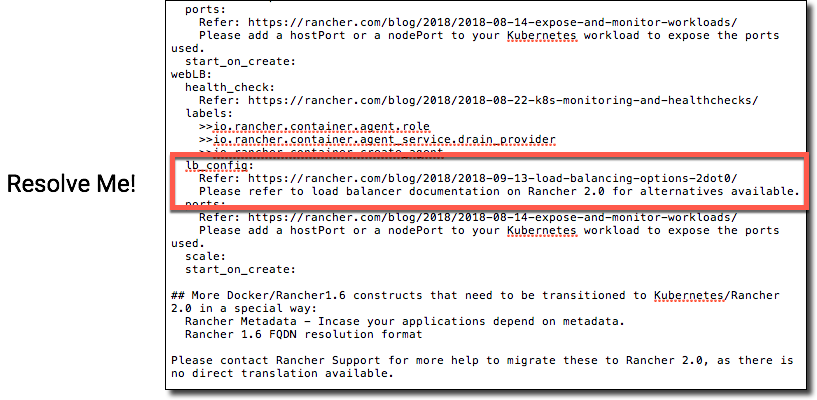 ports:
Refer: https://rancher.com/blog/2018/2018-08-14-expose-and-monitor-workloads/
Please add a hostPort or a nodePort to your Kubernetes workload to expose the ports
used.
start_on_create:
webLB:
health_check:
Refer: https://rancher.com/blog/2018/2018-08-22-k8s-monitoring-and-healthchecks/
labels:
>>io.rancher.container.agent.role
>>io.rancher.container.agent_service.drain_provider
>>io.rancher.container.create_agent
lb_config:
Refer: https://rancher.com/blog/2018/2018-09-13-load-balancing-options-2dot0/
Please refer to load balancer documentation on Rancher 2.0 for alternatives available.
Resolve Me!
ports:
Refer: https://rancher.com/blog/2018/2018-08-14-expose-and-monitor-workloads/
Please add a hostPort or a nodePort to your Kubernetes workload to expose the ports
used.
scale:
start_on_create:
## More Docker/Rancher1.6 constructs that need to be transitioned to Kubernetes/Rancher
2.0 in a special way:
Rancher Metadata - Incase your applications depend on metadata.
Rancher 1.6 FQDN resolution format
Please contact Rancher Support for more help to migrate these to Rancher 2.0, as there is
no direct translation available.